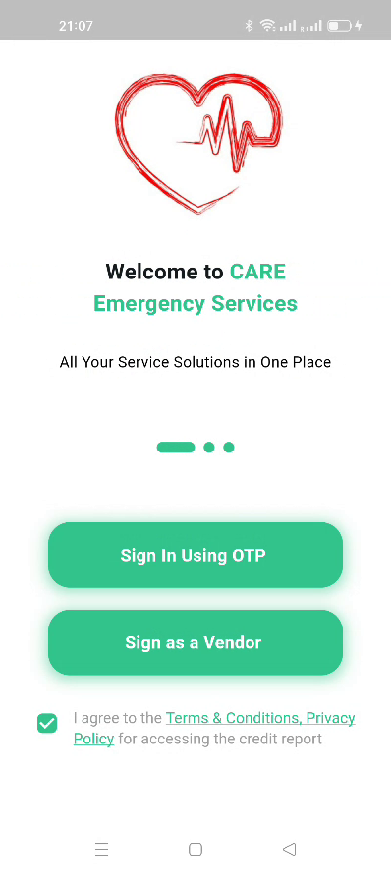 21:07
Welcome to CARE
Emergency Services
All Your Service Solutions in One Place
Sign In Using OTP
Sign as a Vendor
I agree to the Terms & Conditions, Privacy
Policy for accessing the credit report